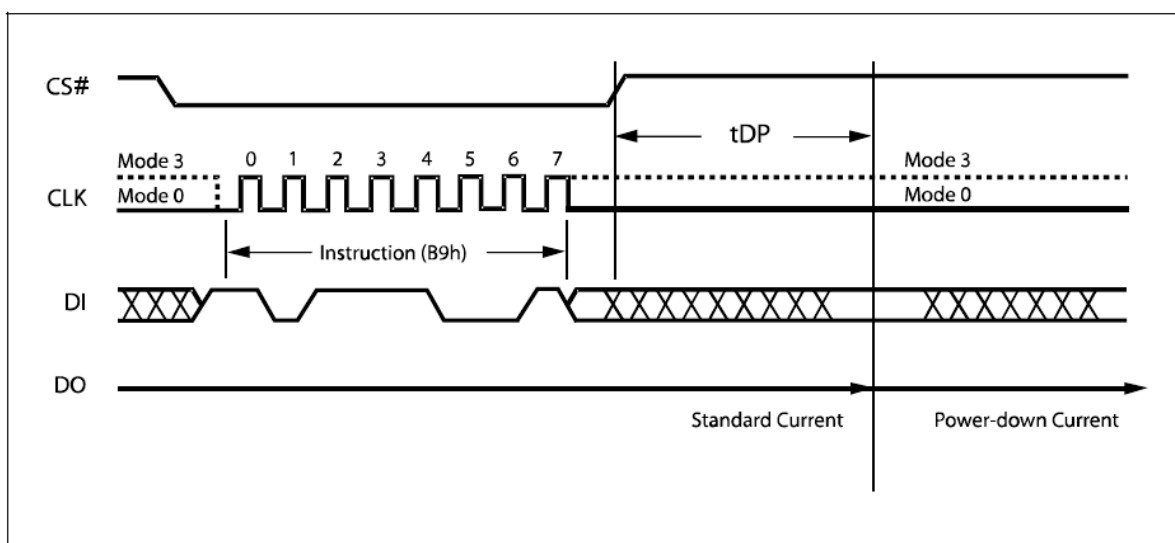 CS#
tDP
Mode 3
0 1 2 3 4 5 6 7
Mode 3
CLK
Mode 0
Mode 0
Instruction (B9h)
DI
DO
Standard Current
Power-down Current